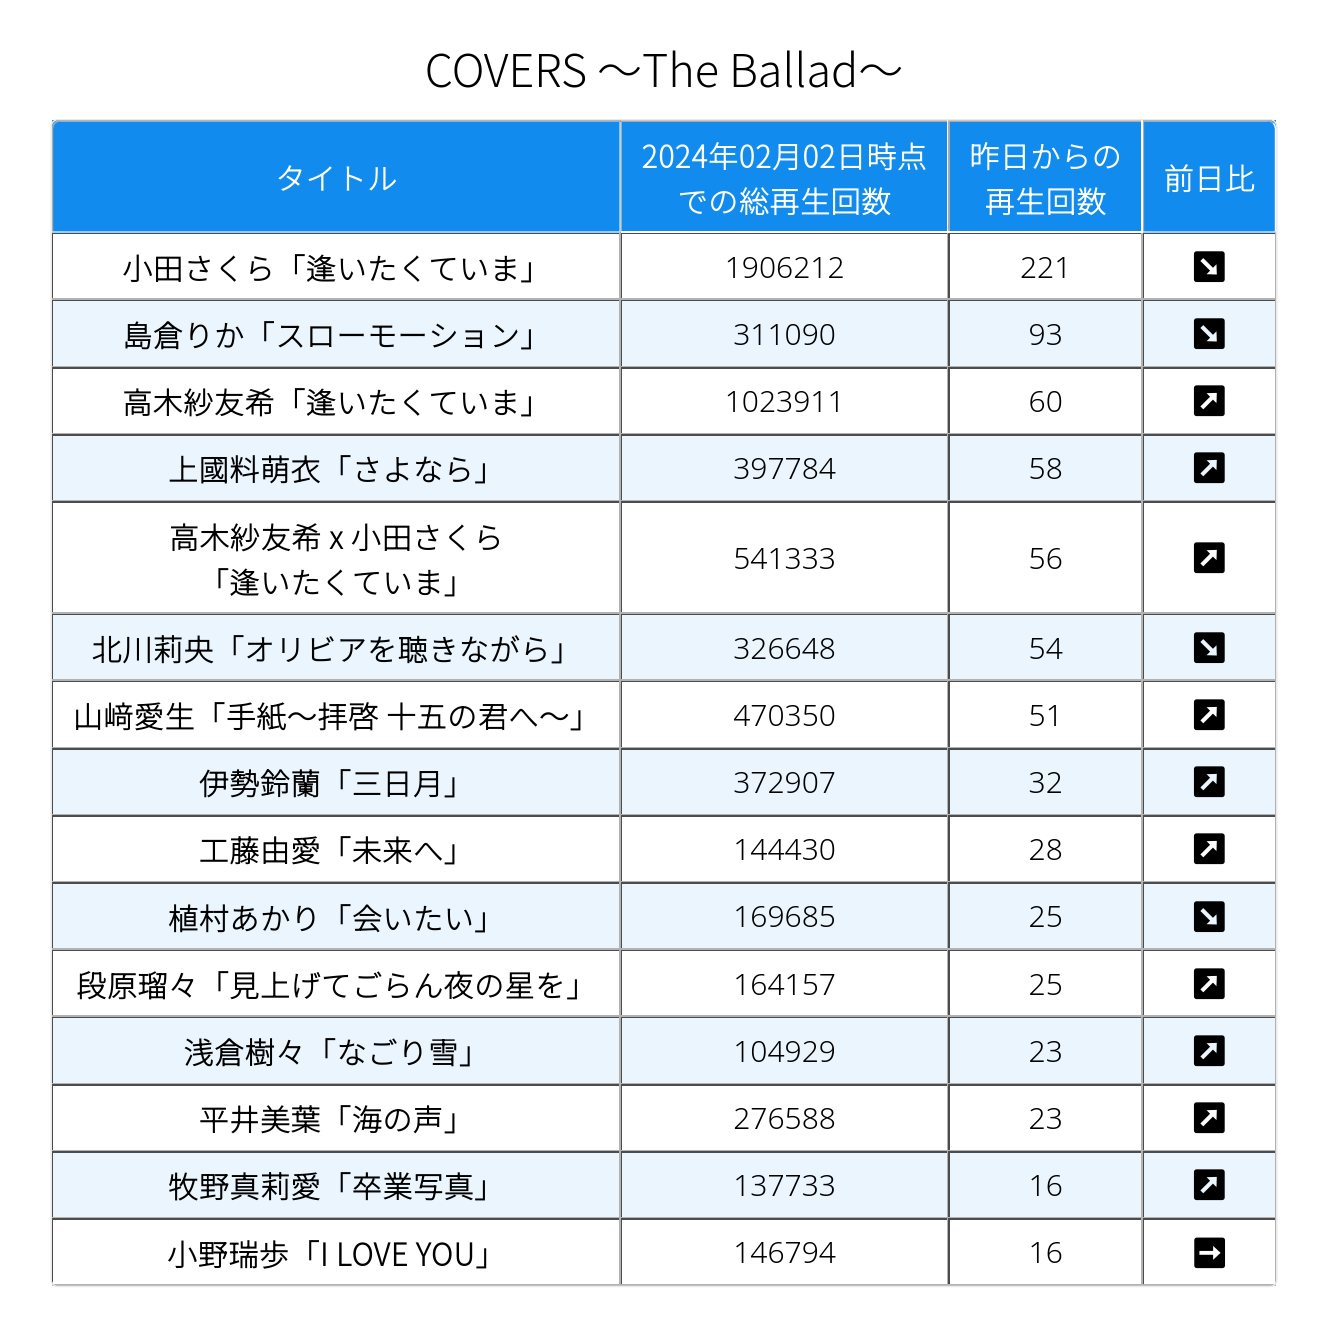 COVERS ～The Ballad～
タイトル
2024年02月02日時点
での総再生回数
昨日からの
再生回数
前日比
小田さくら「逢いたくていま」 1906212 221 ↘
島倉りか「スローモーション」 311090 93 ↘
高木紗友希「逢いたくていま」 1023911 60 ↗
上國料萌衣「さよなら」 397784 58 ↗
高木紗友希 x 小田さくら
「逢いたくていま」 541333 56 ↗
北川莉央「オリビアを聴きながら」 326648 54 ↘
山﨑愛生「手紙～拝啓 十五の君へ～」 470350 51 ↗
伊勢鈴蘭「三日月」 372907 32 ↗
工藤由愛「未来へ」 144430 28 ↗
植村あかり「会いたい」 169685 25 ↘
段原瑠々「見上げてごらん夜の星を」 164157 25 ↗
浅倉樹々「なごり雪」 104929 23 ↗
平井美葉「海の声」 276588 23 ↗
牧野真莉愛「卒業写真」 137733 16 ↗
小野瑞歩「I LOVE YOU」 146794 16 →